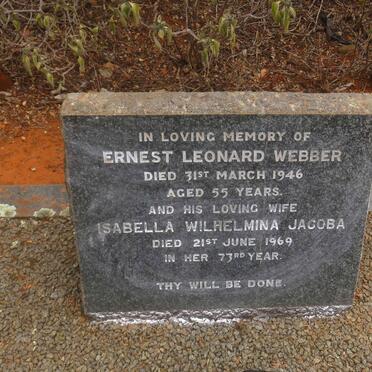 IN LOVING MEMORY OF
ERNEST LEONARD WEBBER
DIED 31ST MARCH 1946
AGED 55 YEARS.
AND HIS LOVING WIFE
ISABELLA WILHELMINA JACOBA
DIED 21ST JUNE 1969
IN HER 73RD YEAR.
THY WILL BE DONE.